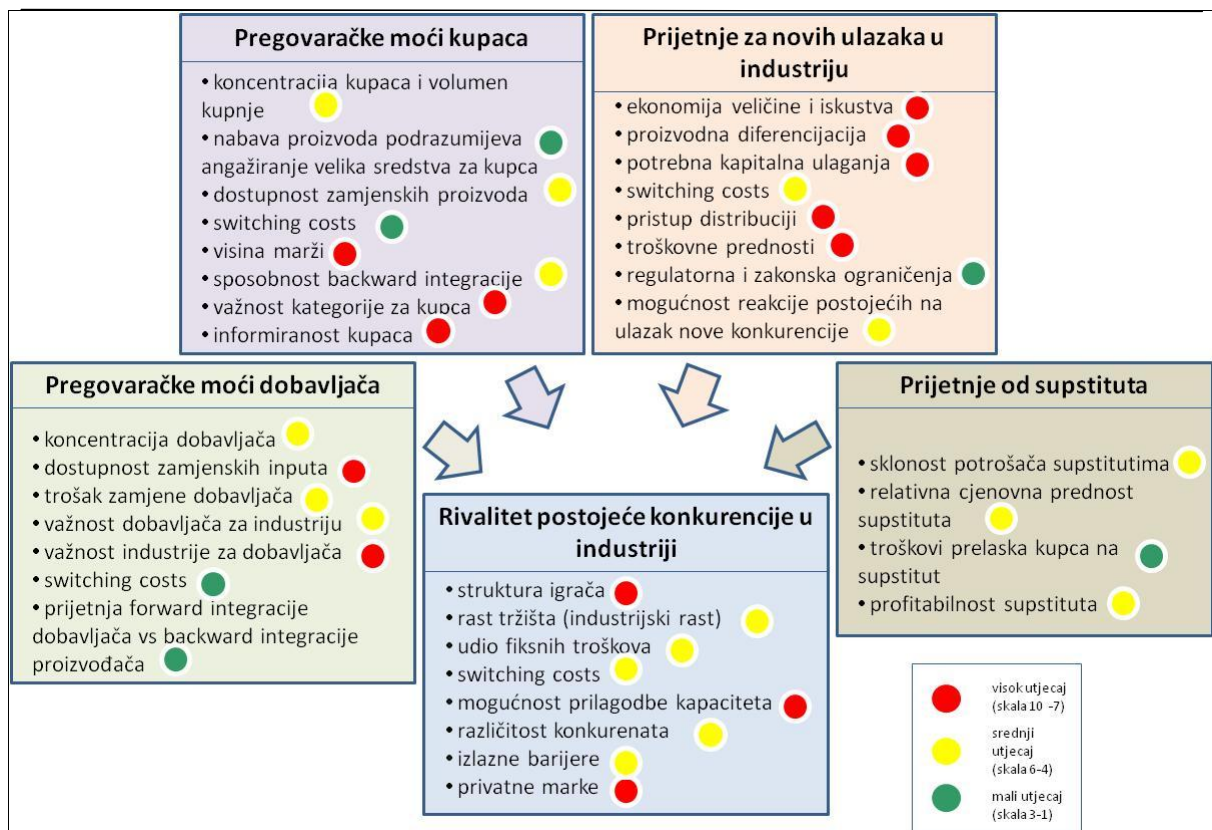 Pregovaračke moći kupaca
• koncentracija kupaca i volumen
kupnje
• nabava proizvoda podrazumijeva
angažiranje velika sredstva za kupca
• dostupnost zamjenskih proizvoda
• switching costs
• visina marži
• sposobnost backward integracije
• važnost kategorije za kupca
• informiranost kupaca
Prijetnje za novih ulazaka u
industriju
• ekonomija veličine i iskustva
• proizvodna diferencijacija
• potrebna kapitalna ulaganja
• switching costs
• pristup distribuciji
• troškovne prednosti
• regulatorna i zakonska ograničenja
• mogućnost reakcije postojećih na
ulazak nove konkurencije
Pregovaračke moći dobavljača
• koncentracija dobavljača
• dostupnost zamjenskih inputa
• trošak zamjene dobavljača
• važnost dobavljača za industriju
• važnost industrije za dobavljača
• switching costs
• prijetnja forward integracije
dobavljača vs backward integracije
proizvođača
Rivalitet postojeće konkurencije u
industriji
• struktura igrača
• rast tržišta (industrijski rast)
• udio fiksnih troškova
• switching costs
• mogućnost prilagodbe kapaciteta
• različitost konkurenata
• izlazne barijere
• privatne marke
Prijetnje od supstituta
• sklonost potrošača supstitutima
• relativna cjenovna prednost
supstituta
• troškovi prelaska kupca na
supstitut
• profitabilnost supstituta
visok utjecaj
(skala 10 -7)
srednji
utjecaj
(skala 6-4)
mali utjecaj
(skala 3-1)